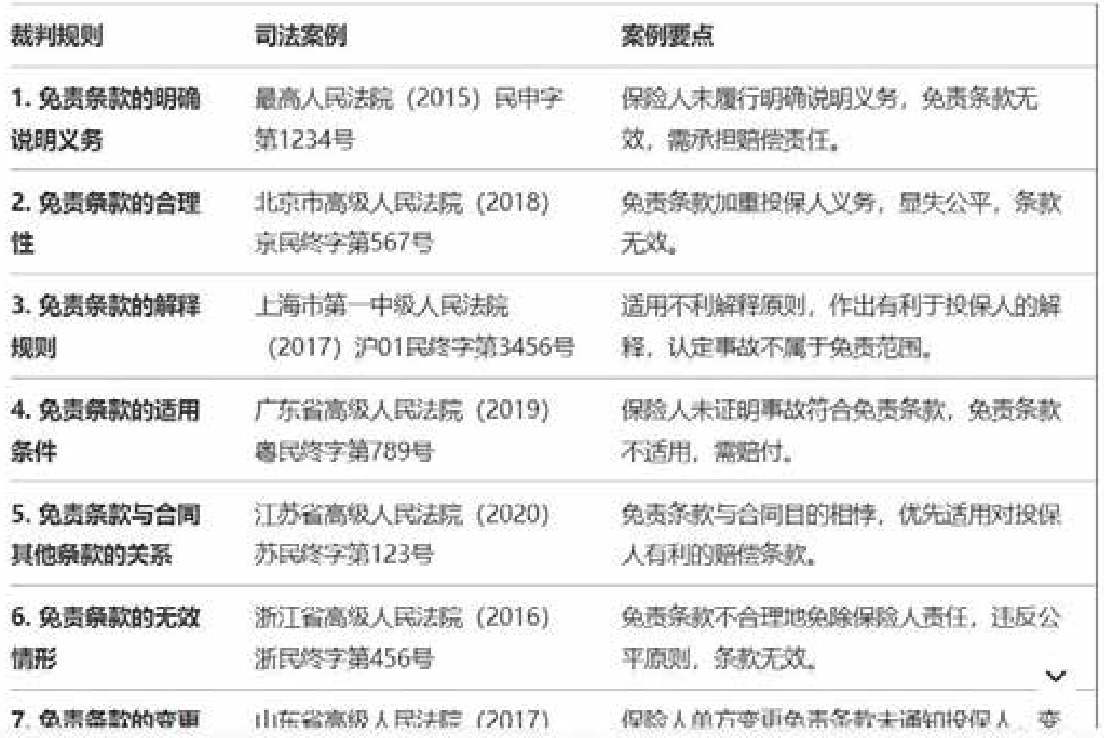 裁判规则 司法案例 案例要点
1. 免责条款的明确 最高人民法院（2015）民申字 保险人未履行明确说明义务，免责条款无
说明义务 第1234号 效，需承担赔偿责任。
2. 免责条款的合理 北京市高级人民法院（2018） 免责条款加重投保人义务，显失公平，条款
性 京民终字第567号 无效。
3. 免责条款的解释 上海市第一中级人民法院 适用不利解释原则，作出有利于投保人的解
规则 （2017）沪01民终字第3456号 释，认定事故不属于免责范围。
4. 免责条款的适用 广东省高级人民法院（2019） 保险人未证明事故符合免责条款，免责条款
条件 粤民终字第789号 不适用，需赔付。
5. 免责条款与合同 江苏省高级人民法院（2020） 免责条款与合同目的相悖，优先适用对投保
其他条款的关系 苏民终字第123号 人有利的赔偿条款。
6. 免责条款的无效 浙江省高级人民法院（2016） 免责条款不合理地免除保险人责任，违反公
情形 浙民终字第456号 平原则，条款无效。
7. 免责条款的变更 山东省高级人民法院（2017） 保险人单方变更免责条款未通知投保人，变